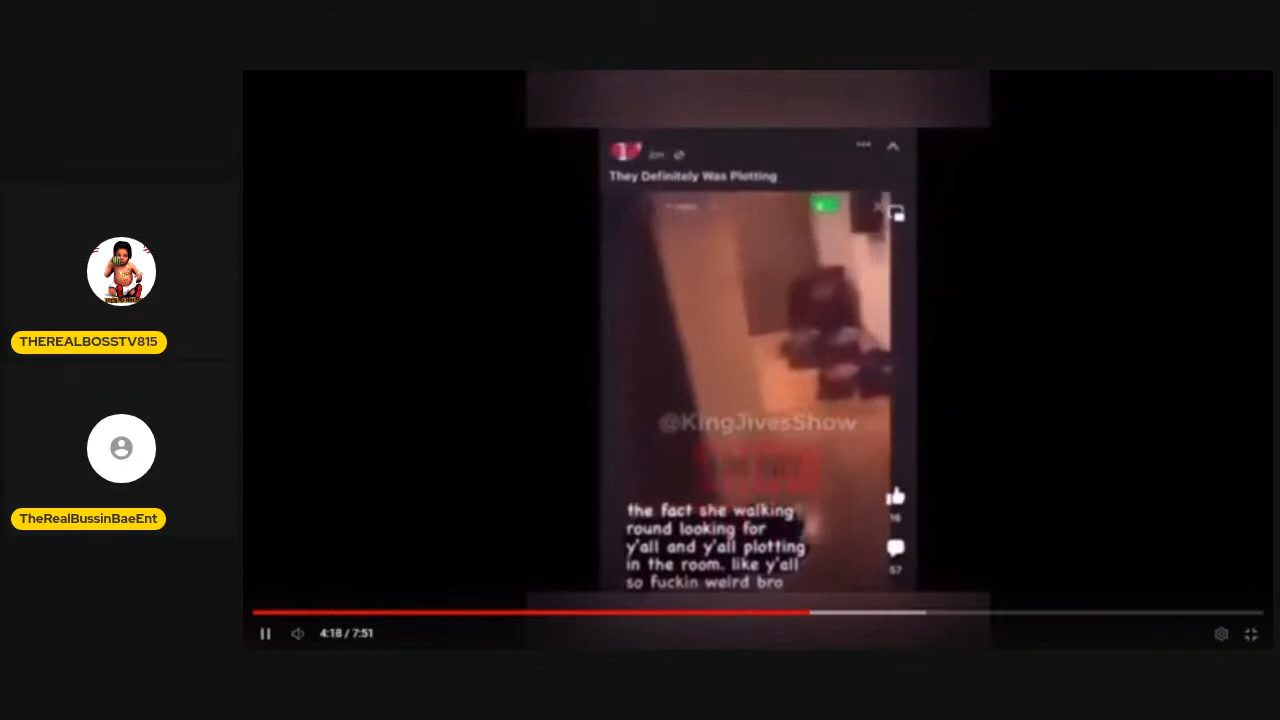 They Definitely Was Plotting
@KingJivesShow
the fact she walking
round looking for
y'all and y'all plotting
in the room. like y'all
so fuckin weird bro
16
57
THEREALBOSSTV815
TheRealBussinBaeEnt
4:18 / 7:51